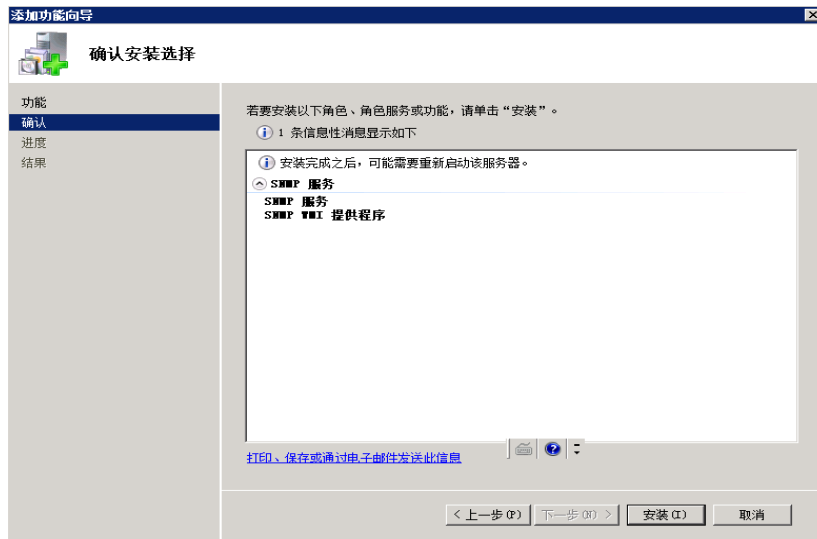 添加功能向导
确认安装选择
功能
确认
进度
结果
若要安装以下角色、角色服务或功能，请单击“安装”。
1 条信息性消息显示如下
安装完成之后，可能需要重新启动该服务器。
SNMP 服务
SNMP 服务
SNMP WMI 提供程序
打印、保存或通过电子邮件发送此信息
< 上一步(P) 下一步(N) > 安装(I) 取消